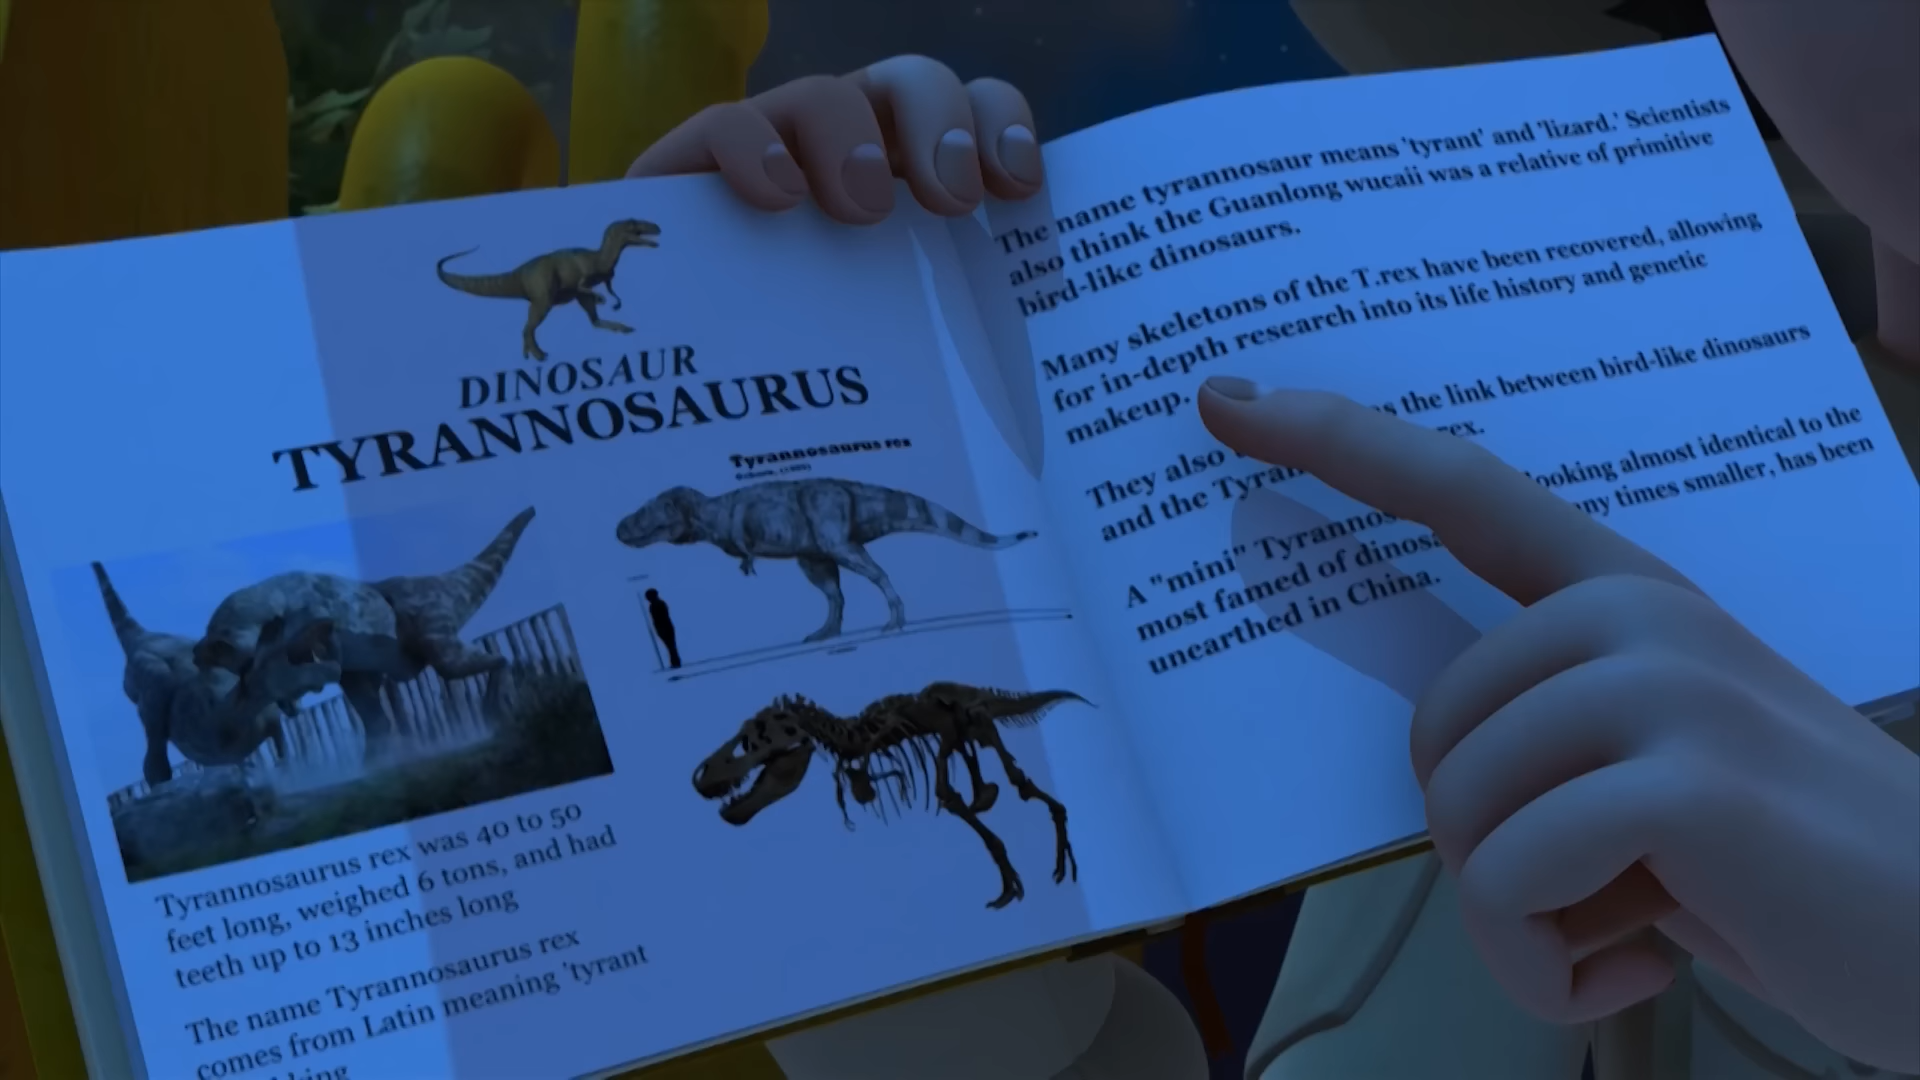 DINOSAUR
TYRANNOSAURUS
Tyrannosaurus rex
Tyrannosaurus rex was 40 to 50
feet long, weighed 6 tons, and had
teeth up to 13 inches long
The name Tyrannosaurus rex
comes from Latin meaning 'tyrant
king
The name tyrannosaur means 'tyrant' and 'lizard.' Scientists
also think the Guanlong wucaii was a relative of primitive
bird-like dinosaurs.
Many skeletons of the T.rex have been recovered, allowing
for in-depth research into its life history and genetic
makeup.
They also the link between bird-like dinosaurs
and the rex.
A "mini" looking almost identical to the
most famed of times smaller, has been
unearthed in China.